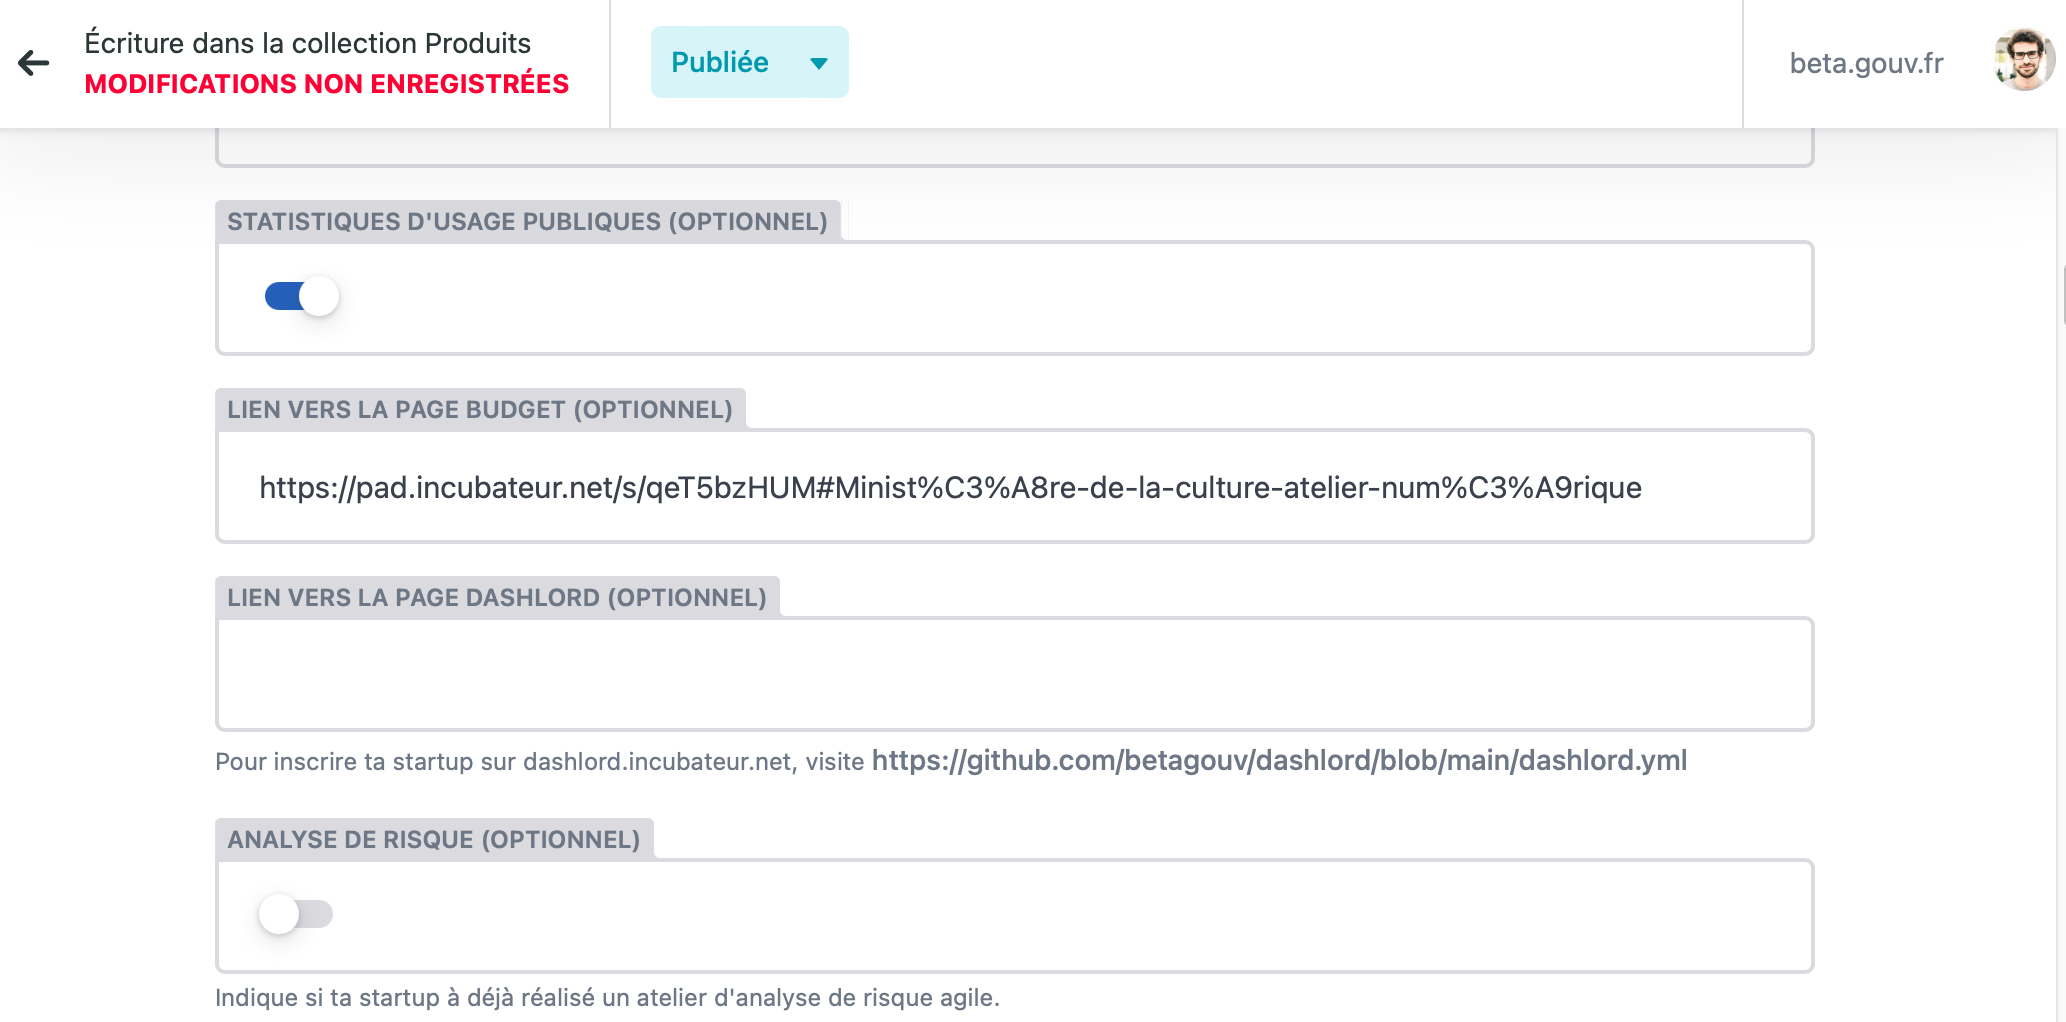 Écriture dans la collection Produits
MODIFICATIONS NON ENREGISTRÉES
Publiée
beta.gouv.fr
STATISTIQUES D'USAGE PUBLIQUES (OPTIONNEL)
LIEN VERS LA PAGE BUDGET (OPTIONNEL)
https://pad.incubateur.net/s/qeT5bzHUM#Minist%C3%A8re-de-la-culture-atelier-num%C3%A9rique
LIEN VERS LA PAGE DASHLORD (OPTIONNEL)
Pour inscrire ta startup sur dashlord.incubateur.net, visite https://github.com/betagouv/dashlord/blob/main/dashlord.yml
ANALYSE DE RISQUE (OPTIONNEL)
Indique si ta startup à déjà réalisé un atelier d'analyse de risque agile.